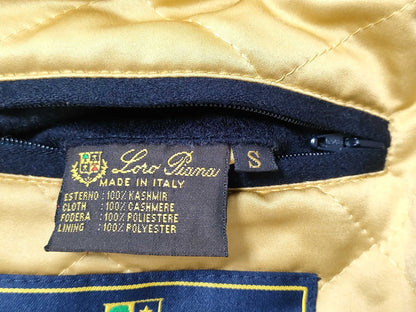 Loro Piana
MADE IN ITALY
S
ESTERNO : 100% KASHMIR
CLOTH : 100% CASHMERE
FODERA : 100% POLIESTERE
LINING : 100% POLYESTER